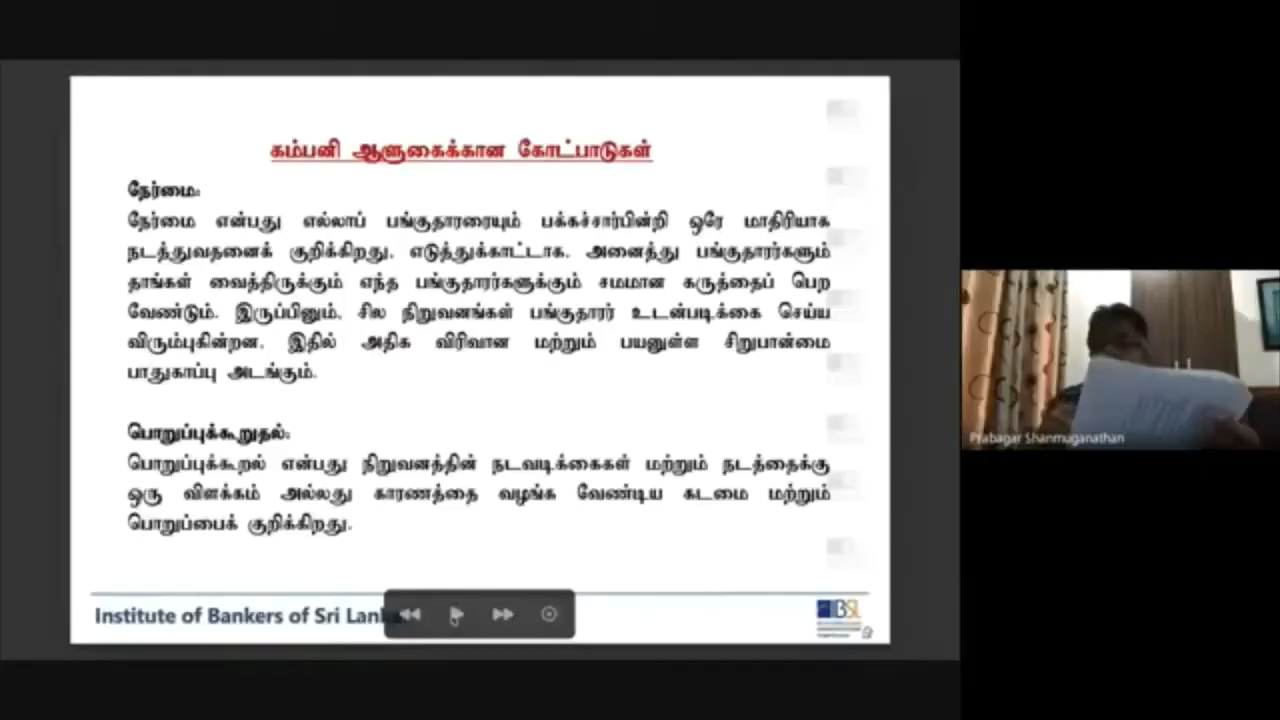 கம்பனி ஆளுகைக்கான கோட்பாடுகள்
நேர்மை:
நேர்மை என்பது எல்லாப் பங்குதாரரையும் பக்கச்சார்பின்றி ஒரே மாதிரியாக
நடத்துவதனைக் குறிக்கிறது. எடுத்துக்காட்டாக, அனைத்து பங்குதாரர்களும்
தாங்கள் வைத்திருக்கும் எந்த பங்குதாரர்களுக்கும் சமமான கருத்தைப் பெற
வேண்டும். இருப்பினும், சில நிறுவனங்கள் பங்குதாரர் உடன்படிக்கை செய்ய
விரும்புகின்றன, இதில் அதிக விரிவான மற்றும் பயனுள்ள சிறுபான்மை
பாதுகாப்பு அடங்கும்.
பொறுப்புக்கூறுதல்:
பொறுப்புக்கூறல் என்பது நிறுவனத்தின் நடவடிக்கைகள் மற்றும் நடத்தைக்கு
ஒரு விளக்கம் அல்லது காரணத்தை வழங்க வேண்டிய கடமை மற்றும்
பொறுப்பைக் குறிக்கிறது.
Institute of Bankers of Sri
IBSL
Prabagar Shanmuganathan